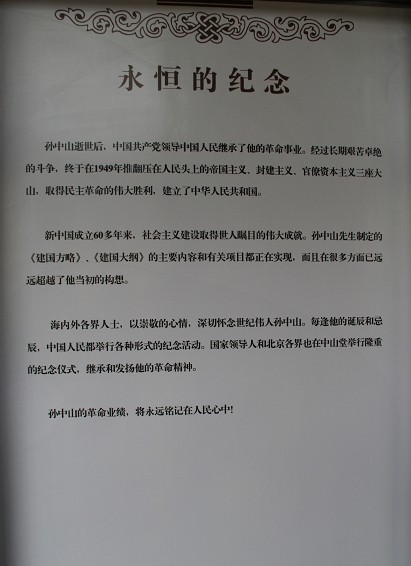 永恒的纪念
孙中山逝世后，中国共产党领导中国人民继承了他的革命事业。经过长期艰苦卓绝
的斗争，终于在1949年推翻压在人民头上的帝国主义、封建主义、官僚资本主义三座大
山，取得民主革命的伟大胜利，建立了中华人民共和国。
新中国成立60多年来，社会主义建设取得世人瞩目的伟大成就。孙中山先生制定的
《建国方略》、《建国大纲》的主要内容和有关项目都正在实现，而且在很多方面已远
远超越了他当初的构想。
海内外各界人士，以崇敬的心情，深切怀念世纪伟人孙中山。每逢他的诞辰和忌
辰，中国人民都举行各种形式的纪念活动。国家领导人和北京各界也在中山堂举行隆重
的纪念仪式，继承和发扬他的革命精神。
孙中山的革命业绩，将永远铭记在人民心中!